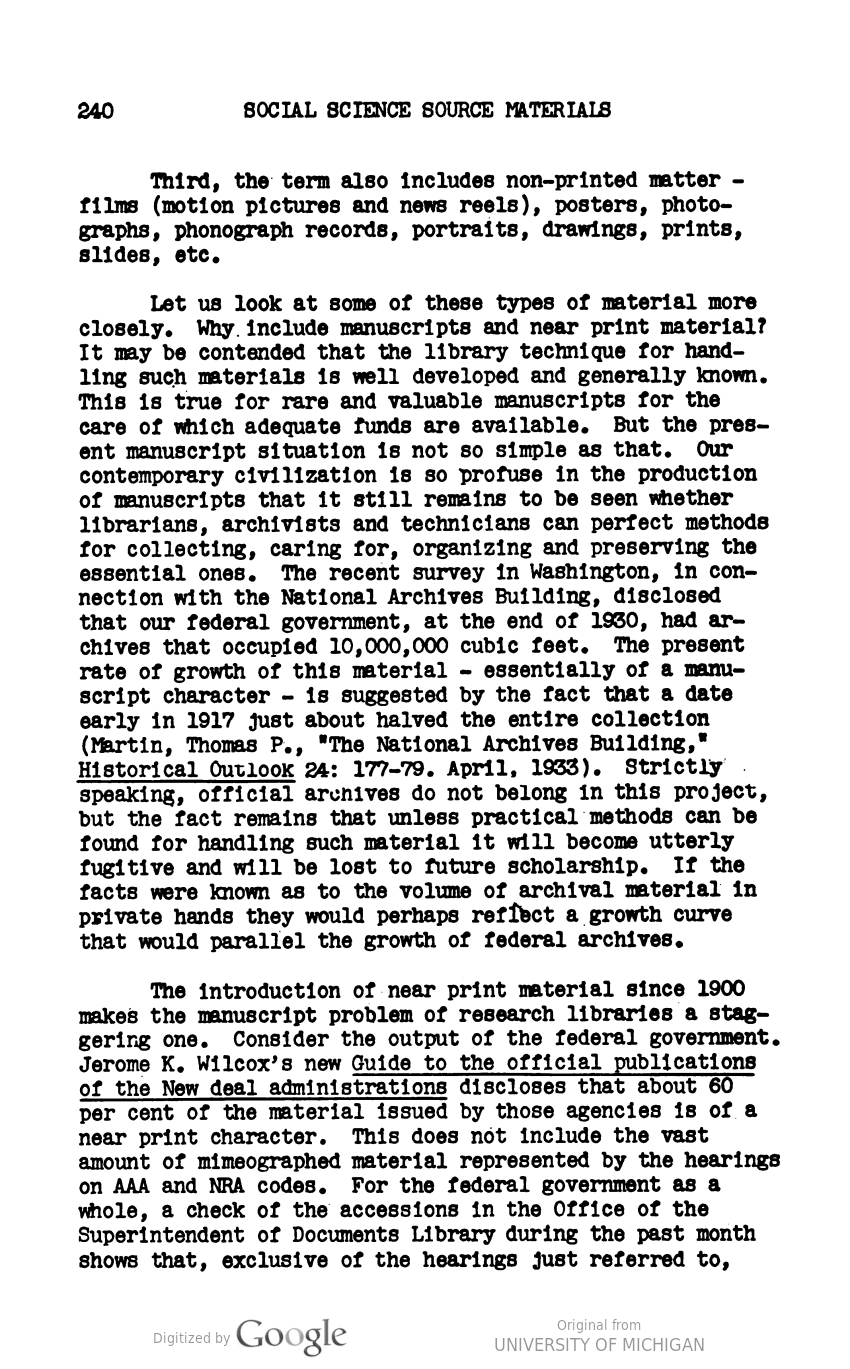 240 SOCIAL SCIENCE SOURCE MATERIALS
Third, the term also includes non-printed matter -
films (motion pictures and news reels), posters, photo-
graphs, phonograph records, portraits, drawings, prints,
slides, etc.
Let us look at some of these types of material more
closely. Why include manuscripts and near print material?
It may be contended that the library technique for hand-
ling such materials is well developed and generally known.
This is true for rare and valuable manuscripts for the
care of which adequate funds are available. But the pres-
ent manuscript situation is not so simple as that. Our
contemporary civilization is so profuse in the production
of manuscripts that it still remains to be seen whether
librarians, archivists and technicians can perfect methods
for collecting, caring for, organizing and preserving the
essential ones. The recent survey in Washington, in con-
nection with the National Archives Building, disclosed
that our federal government, at the end of 1930, had ar-
chives that occupied 10,000,000 cubic feet. The present
rate of growth of this material - essentially of a manu-
script character - is suggested by the fact that a date
early in 1917 just about halved the entire collection
(Martin, Thomas P., "The National Archives Building,"
Historical Outlook 24: 177-79. April, 1933). Strictly
speaking, official archives do not belong in this project,
but the fact remains that unless practical methods can be
found for handling such material it will become utterly
fugitive and will be lost to future scholarship. If the
facts were known as to the volume of archival material in
private hands they would perhaps reflect a growth curve
that would parallel the growth of federal archives.
The introduction of near print material since 1900
makes the manuscript problem of research libraries a stag-
gering one. Consider the output of the federal government.
Jerome K. Wilcox's new Guide to the official publications
of the New deal administrations discloses that about 60
per cent of the material issued by those agencies is of a
near print character. This does not include the vast
amount of mimeographed material represented by the hearings
on AAA and NRA codes. For the federal government as a
whole, a check of the accessions in the Office of the
Superintendent of Documents Library during the past month
shows that, exclusive of the hearings just referred to,
Digitized by Google
Original from
UNIVERSITY OF MICHIGAN